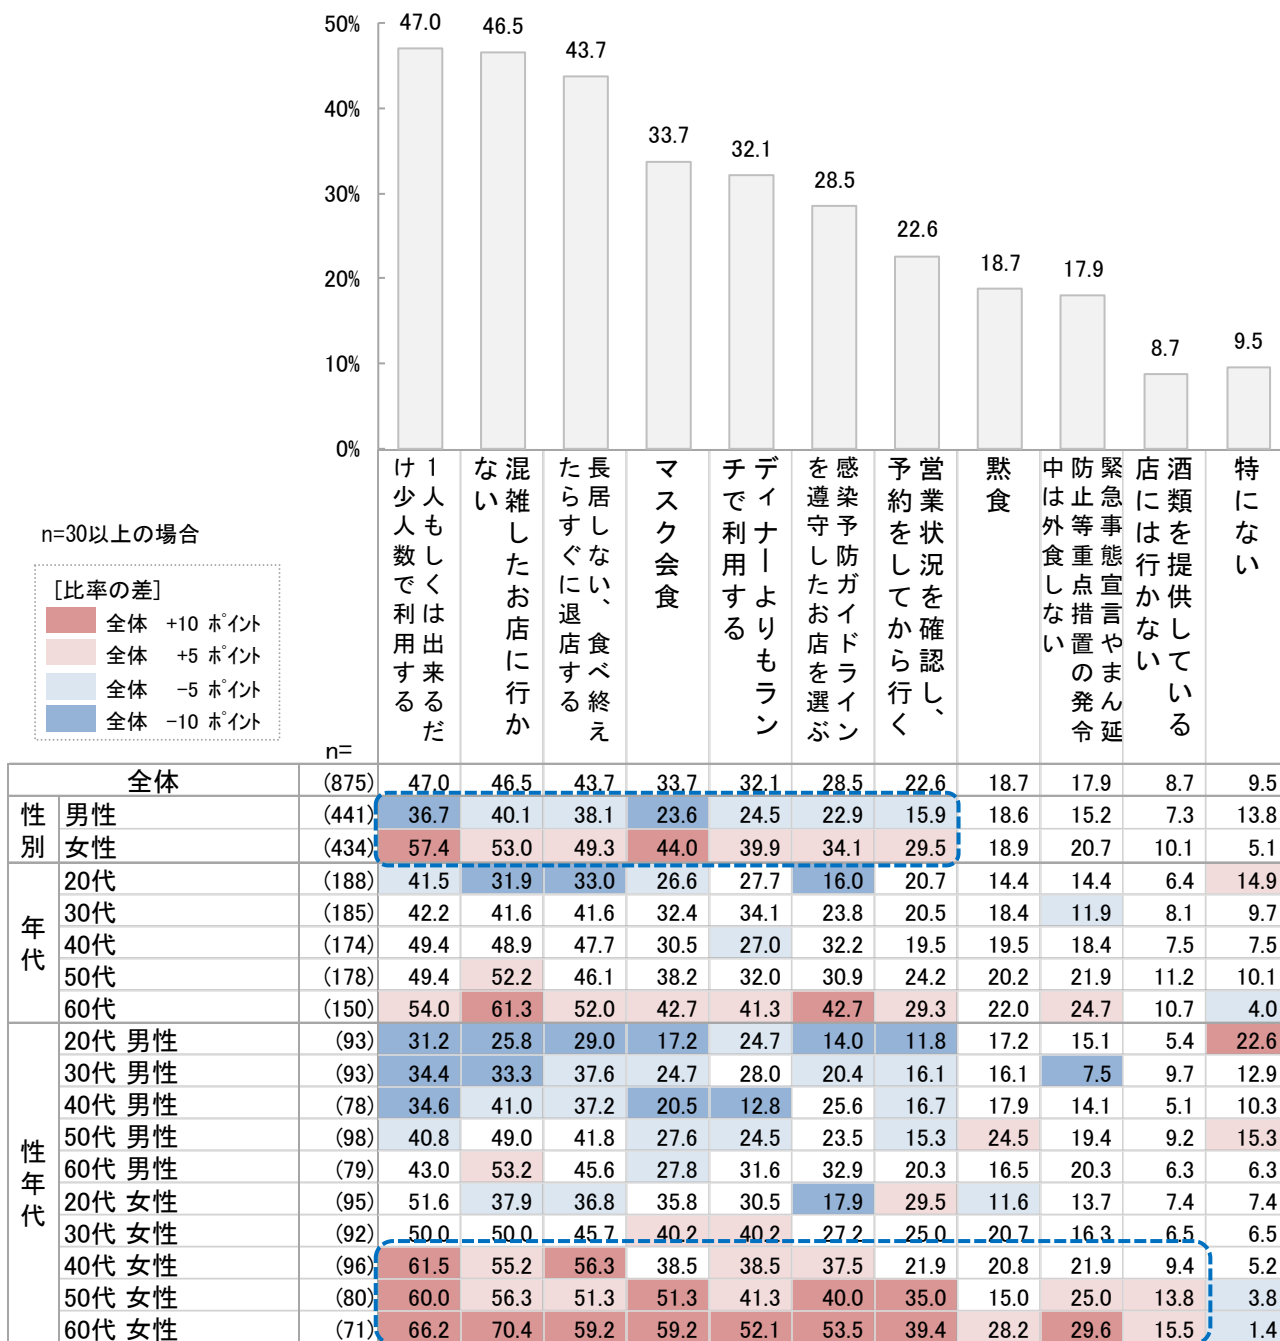 50%
40%
30%
20%
10%
0%
47.0
46.5
43.7
33.7
32.1
28.5
22.6
18.7
17.9
8.7
9.5
1人もしくは出来るだ
け少人数で利用する
混雑したお店に行か
ない
長居しない、食べ終え
たらすぐに退店する
マスク会食
ディナーよりもラン
チで利用する
感染予防ガイドライン
を遵守したお店を選ぶ
営業状況を確認し、
予約をしてから行く
黙食
緊急事態宣言やまん延
防止等重点措置の発令
中は外食しない
酒類を提供している
店には行かない
特にない
n=30以上の場合
[比率の差]
全体 +10 ポイント
全体 +5 ポイント
全体 -5 ポイント
全体 -10 ポイント
n=
全体 (875) 47.0 46.5 43.7 33.7 32.1 28.5 22.6 18.7 17.9 8.7 9.5
性別
男性 (441) 36.7 40.1 38.1 23.6 24.5 22.9 15.9 18.6 15.2 7.3 13.8
女性 (434) 57.4 53.0 49.3 44.0 39.9 34.1 29.5 18.9 20.7 10.1 5.1
年代
20代 (188) 41.5 31.9 33.0 26.6 27.7 16.0 20.7 14.4 14.4 6.4 14.9
30代 (185) 42.2 41.6 41.6 32.4 34.1 23.8 20.5 18.4 11.9 8.1 9.7
40代 (174) 49.4 48.9 47.7 30.5 27.0 32.2 19.5 19.5 18.4 7.5 7.5
50代 (178) 49.4 52.2 46.1 38.2 32.0 30.9 24.2 20.2 21.9 11.2 10.1
60代 (150) 54.0 61.3 52.0 42.7 41.3 42.7 29.3 22.0 24.7 10.7 4.0
性年代
20代 男性 (93) 31.2 25.8 29.0 17.2 24.7 14.0 11.8 17.2 15.1 5.4 22.6
30代 男性 (93) 34.4 33.3 37.6 24.7 28.0 20.4 16.1 16.1 7.5 9.7 12.9
40代 男性 (78) 34.6 41.0 37.2 20.5 12.8 25.6 16.7 17.9 14.1 5.1 10.3
50代 男性 (98) 40.8 49.0 41.8 27.6 24.5 23.5 15.3 24.5 19.4 9.2 15.3
60代 男性 (79) 43.0 53.2 45.6 27.8 31.6 32.9 20.3 16.5 20.3 6.3 6.3
20代 女性 (95) 51.6 37.9 36.8 35.8 30.5 17.9 29.5 11.6 13.7 7.4 7.4
30代 女性 (92) 50.0 50.0 45.7 40.2 40.2 27.2 25.0 20.7 16.3 6.5 6.5
40代 女性 (96) 61.5 55.2 56.3 38.5 38.5 37.5 21.9 20.8 21.9 9.4 5.2
50代 女性 (80) 60.0 56.3 51.3 51.3 41.3 40.0 35.0 15.0 25.0 13.8 3.8
60代 女性 (71) 66.2 70.4 59.2 59.2 52.1 53.5 39.4 28.2 29.6 15.5 1.4